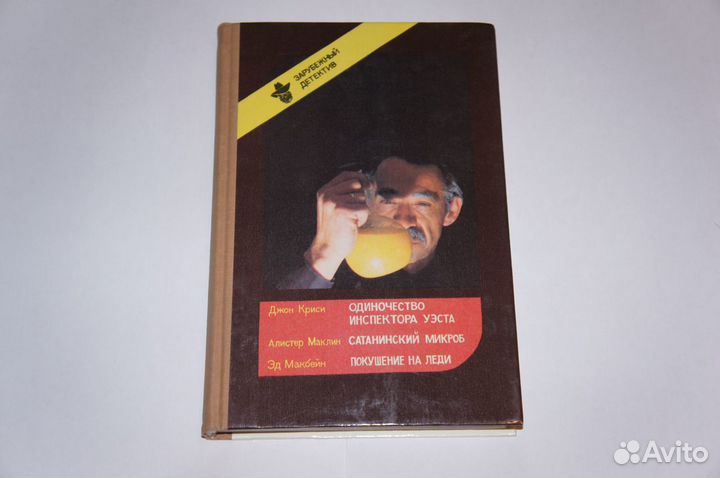 ЗАРУБЕЖНЫЙ
ДЕТЕКТИВ
Джон Криси ОДИНОЧЕСТВО
ИНСПЕКТОРА УЭСТА
Алистер Маклин САТАНИНСКИЙ МИКРОБ
Эд Макбейн ПОКУШЕНИЕ НА ЛЕДИ
Avito